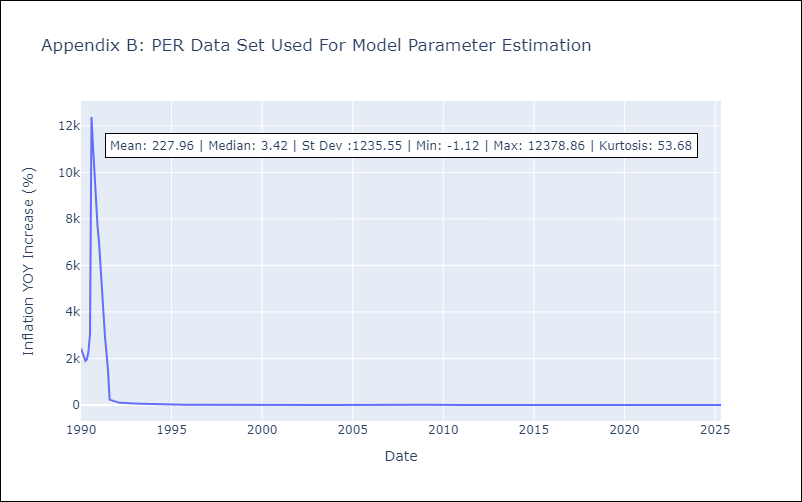 Appendix B: PER Data Set Used For Model Parameter Estimation
Mean: 227.96 | Median: 3.42 | St Dev :1235.55 | Min: -1.12 | Max: 12378.86 | Kurtosis: 53.68
Inflation YOY Increase (%)
12k
10k
8k
6k
4k
2k
0
1990 1995 2000 2005 2010 2015 2020 2025
Date